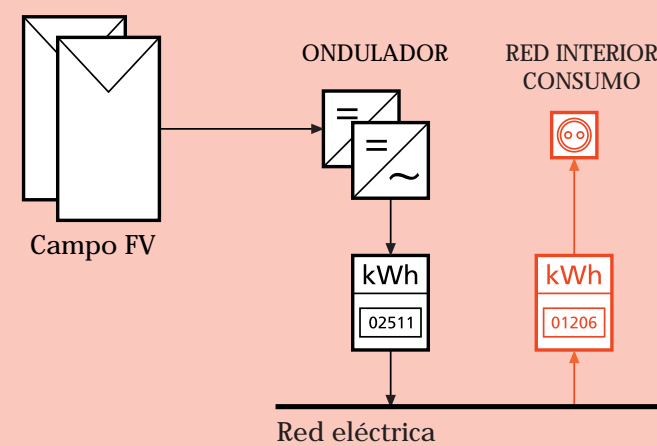 ONDULADOR
RED INTERIOR
CONSUMO
Campo FV
kWh
02511
kWh
01206
Red eléctrica